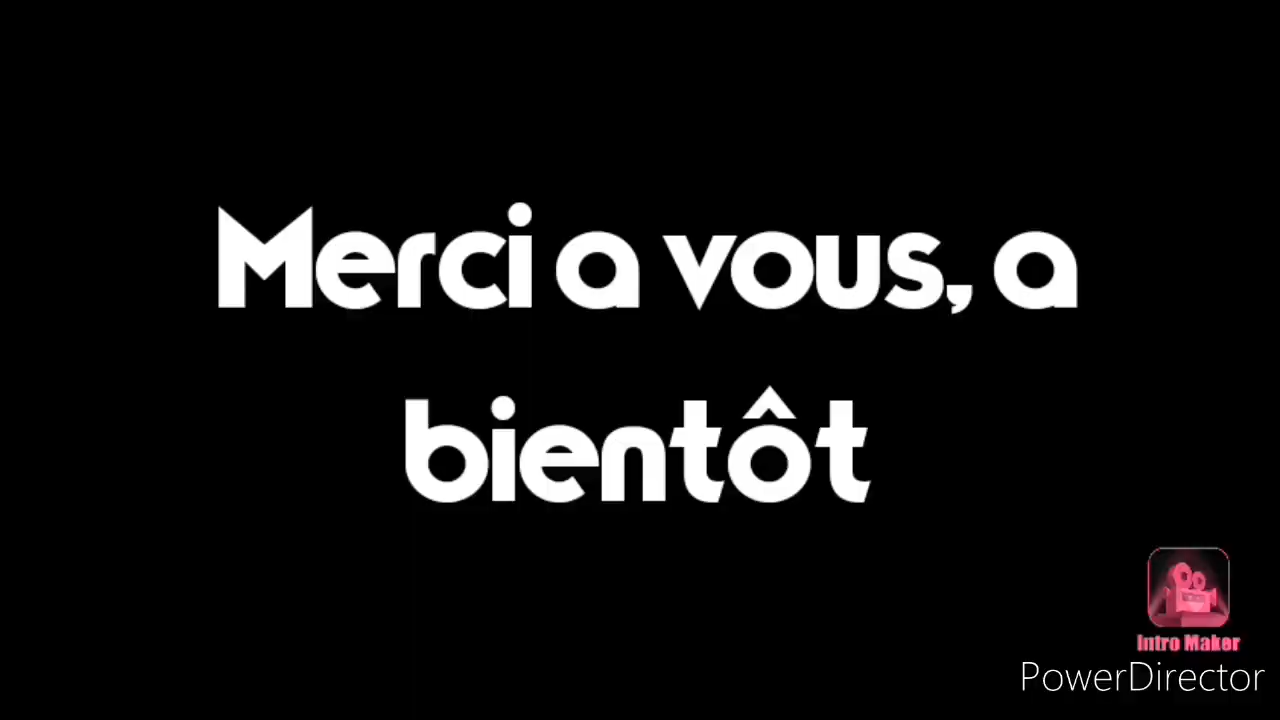 Merci a vous, a
bientôt
Intro Maker
PowerDirector